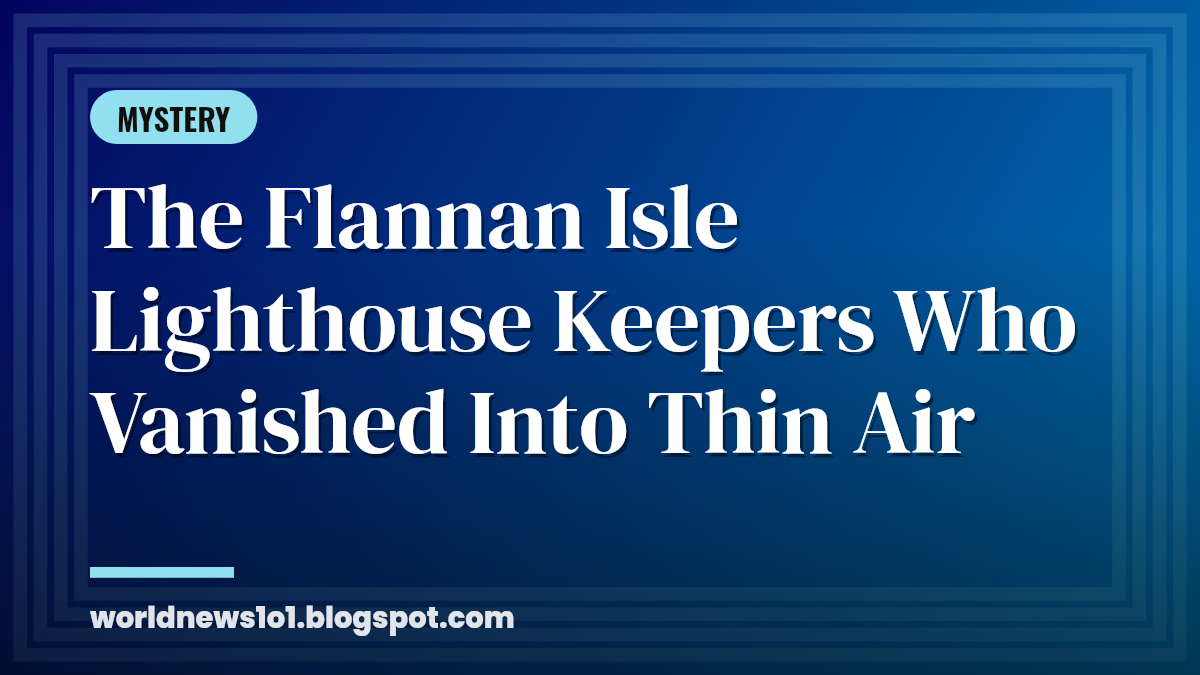 MYSTERY
The Flannan Isle
Lighthouse Keepers Who
Vanished Into Thin Air
worldnews101.blogspot.com